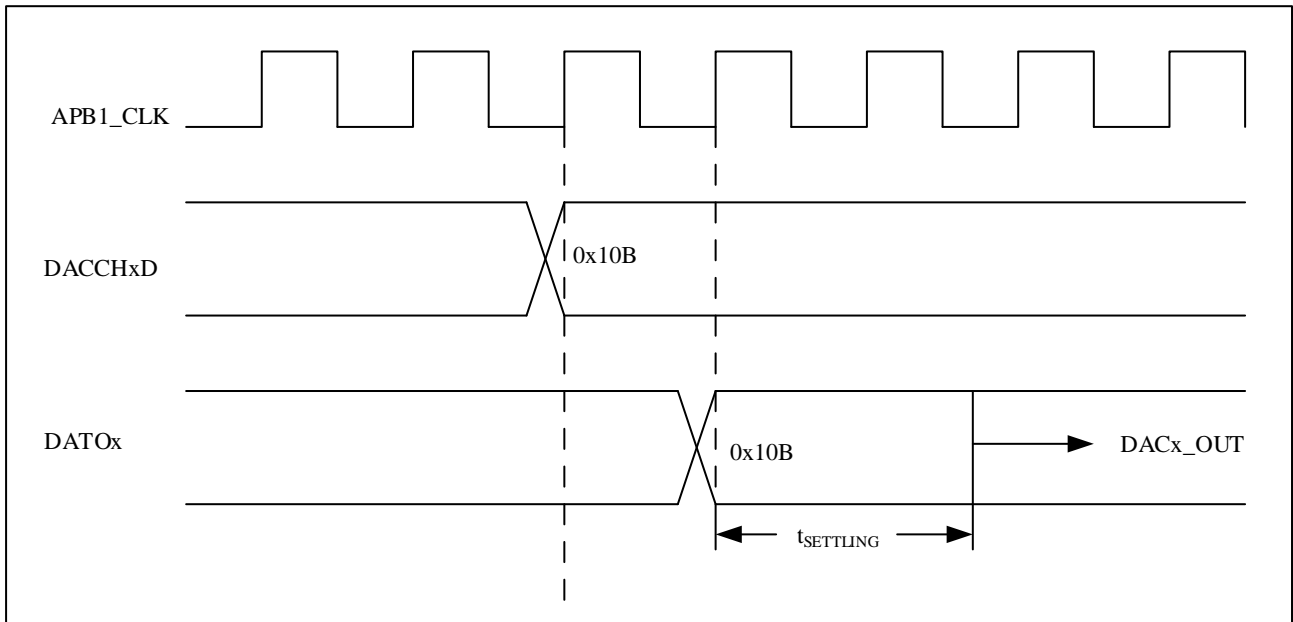 APB1_CLK
DACCHxD
0x10B
DATOx
0x10B
DACx_OUT
tSETTLING